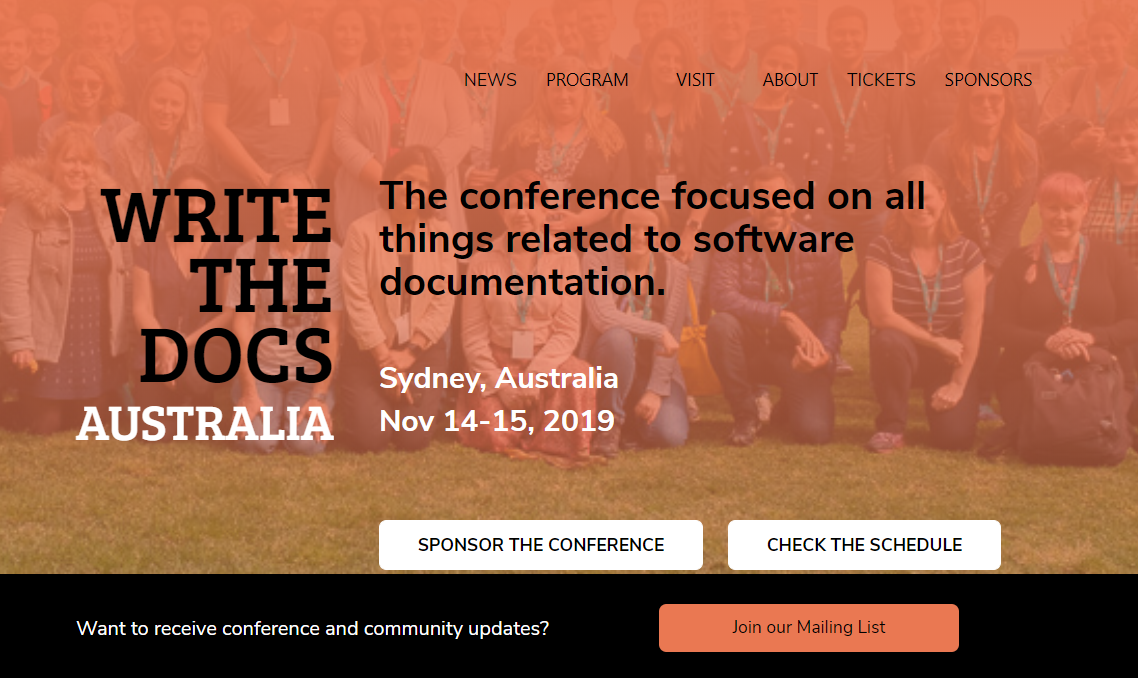 NEWS PROGRAM VISIT ABOUT TICKETS SPONSORS
WRITE
THE
DOCS
AUSTRALIA
The conference focused on all
things related to software
documentation.
Sydney, Australia
Nov 14-15, 2019
SPONSOR THE CONFERENCE CHECK THE SCHEDULE
Want to receive conference and community updates? Join our Mailing List